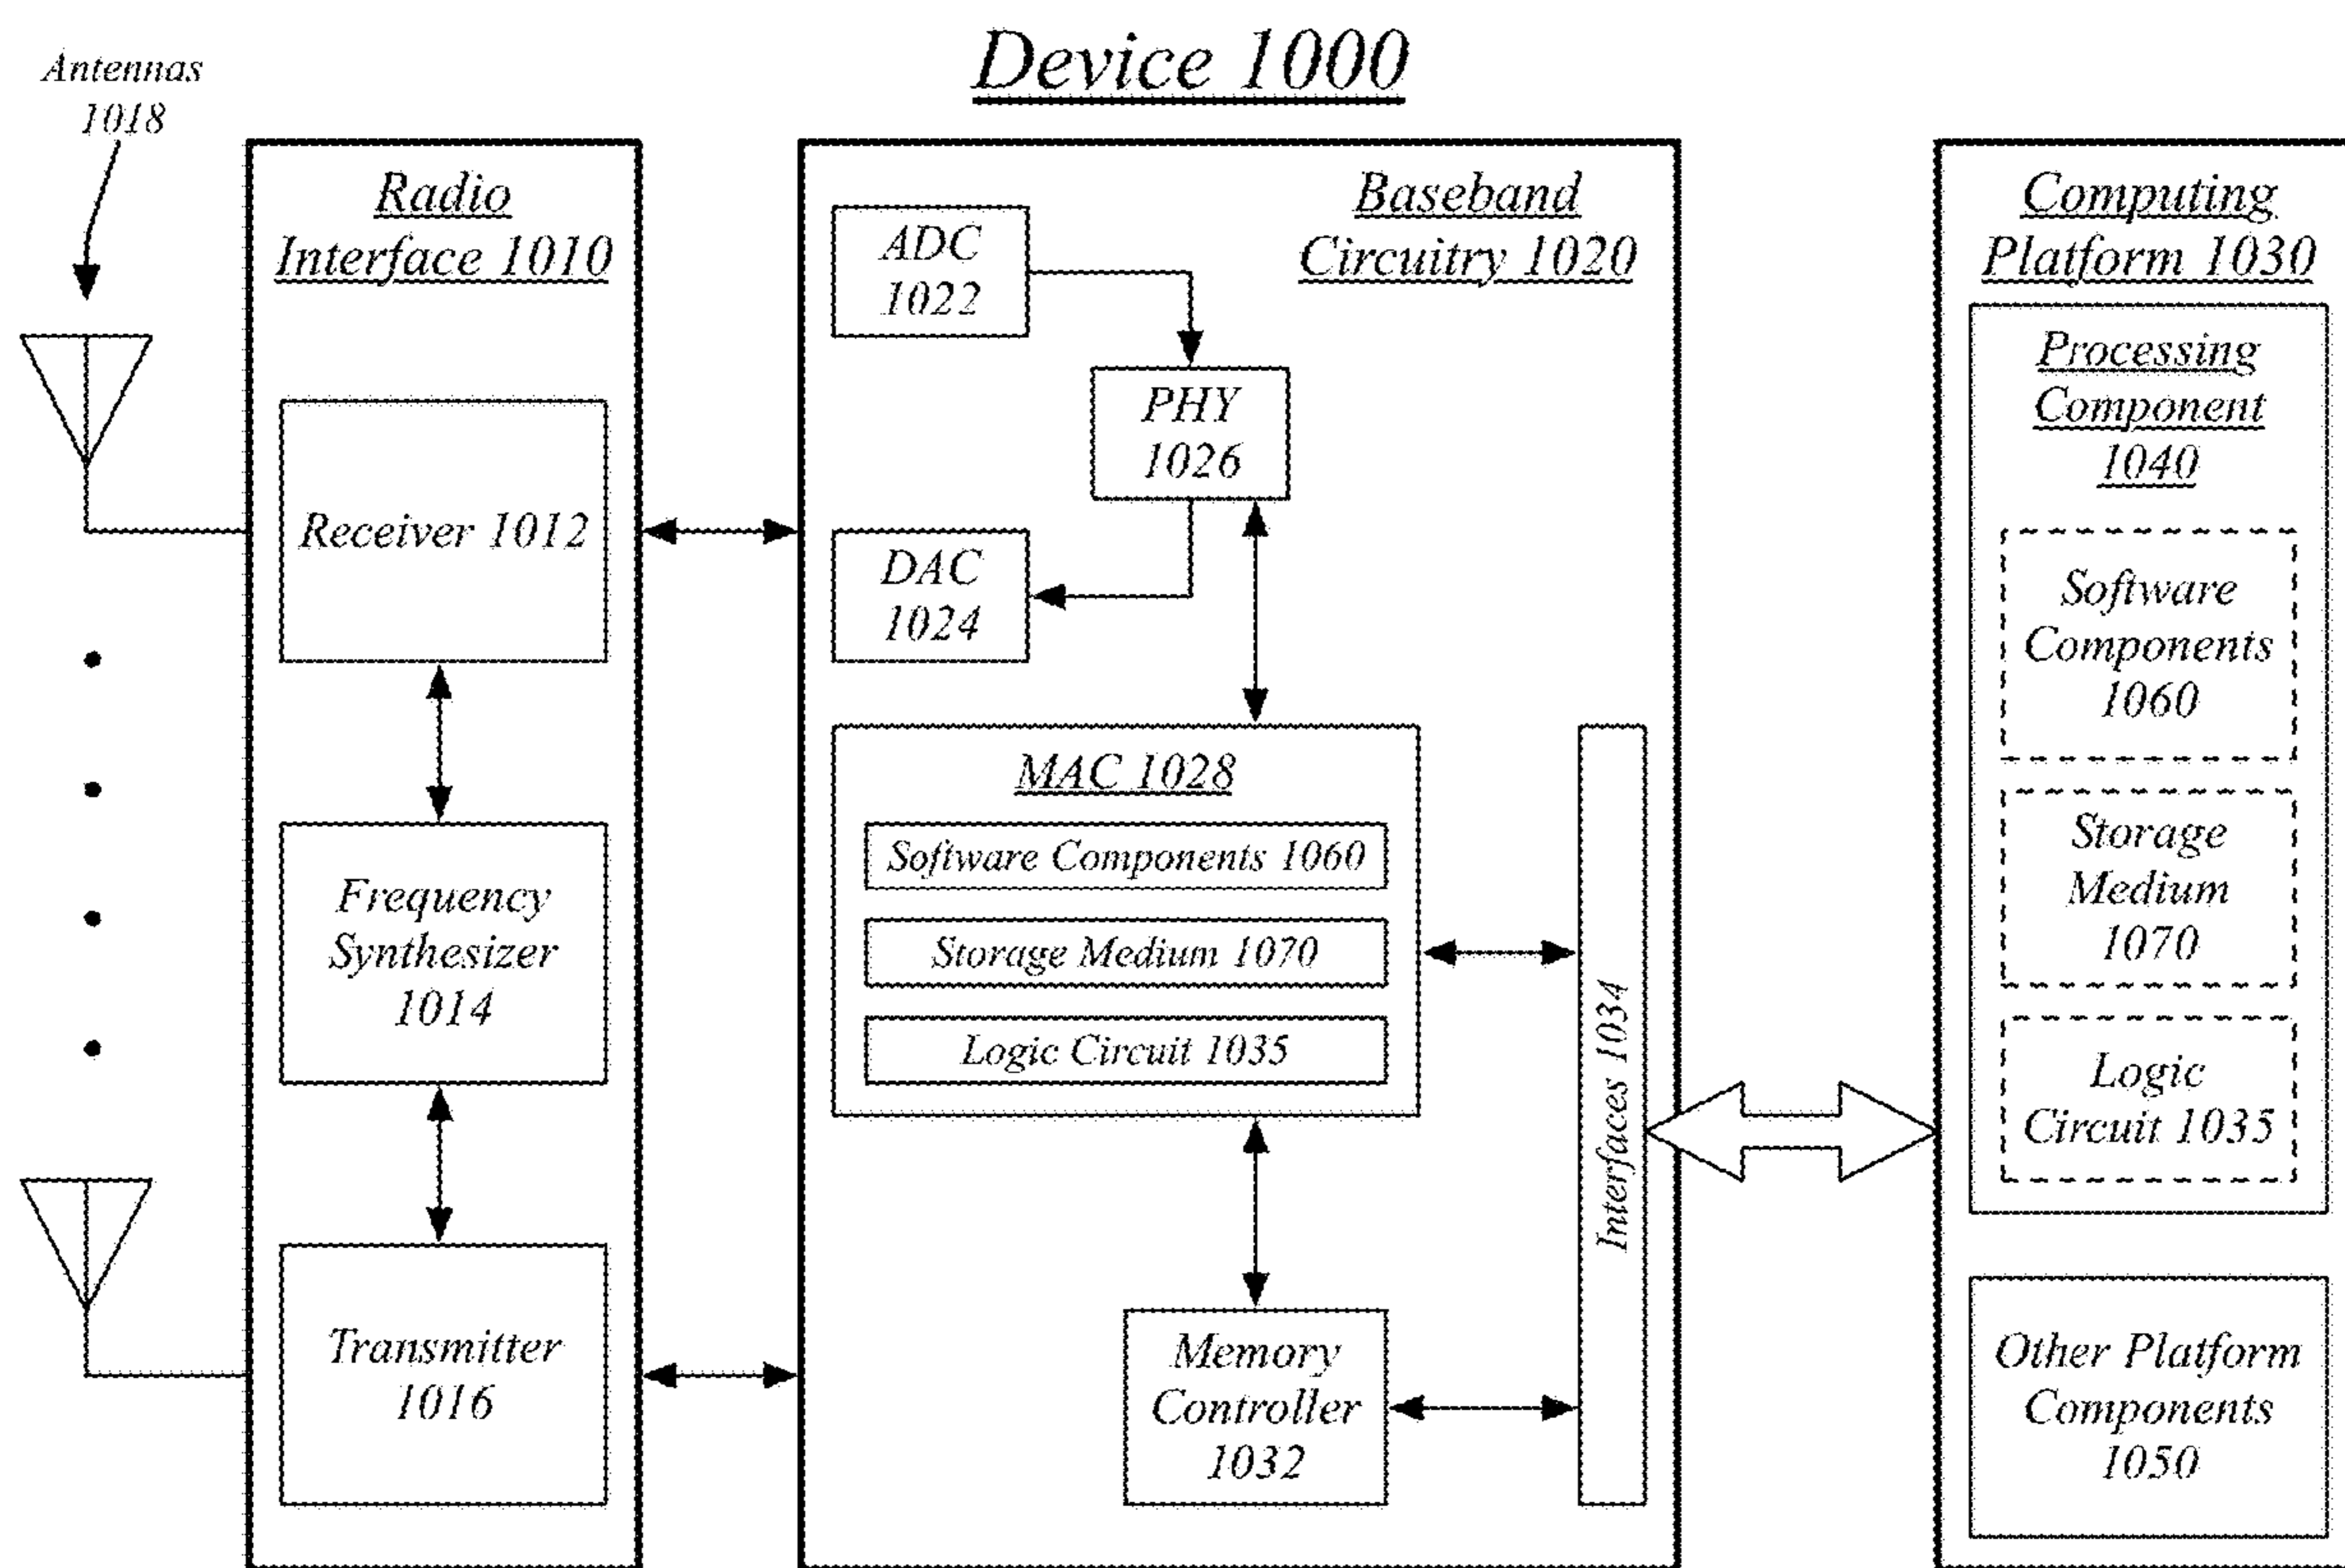 Device 1000
Antennas
1018
Radio
Interface 1010
Receiver 1012
Frequency
Synthesizer
1014
Transmitter
1016
Baseband
Circuitry 1020
ADC
1022
PHY
1026
DAC
1024
MAC 1028
Software Components 1060
Storage Medium 1070
Logic Circuit 1035
Memory
Controller
1032
Interfaces 1034
Computing
Platform 1030
Processing
Component
1040
Software
Components
1060
Storage
Medium
1070
Logic
Circuit 1035
Other Platform
Components
1050